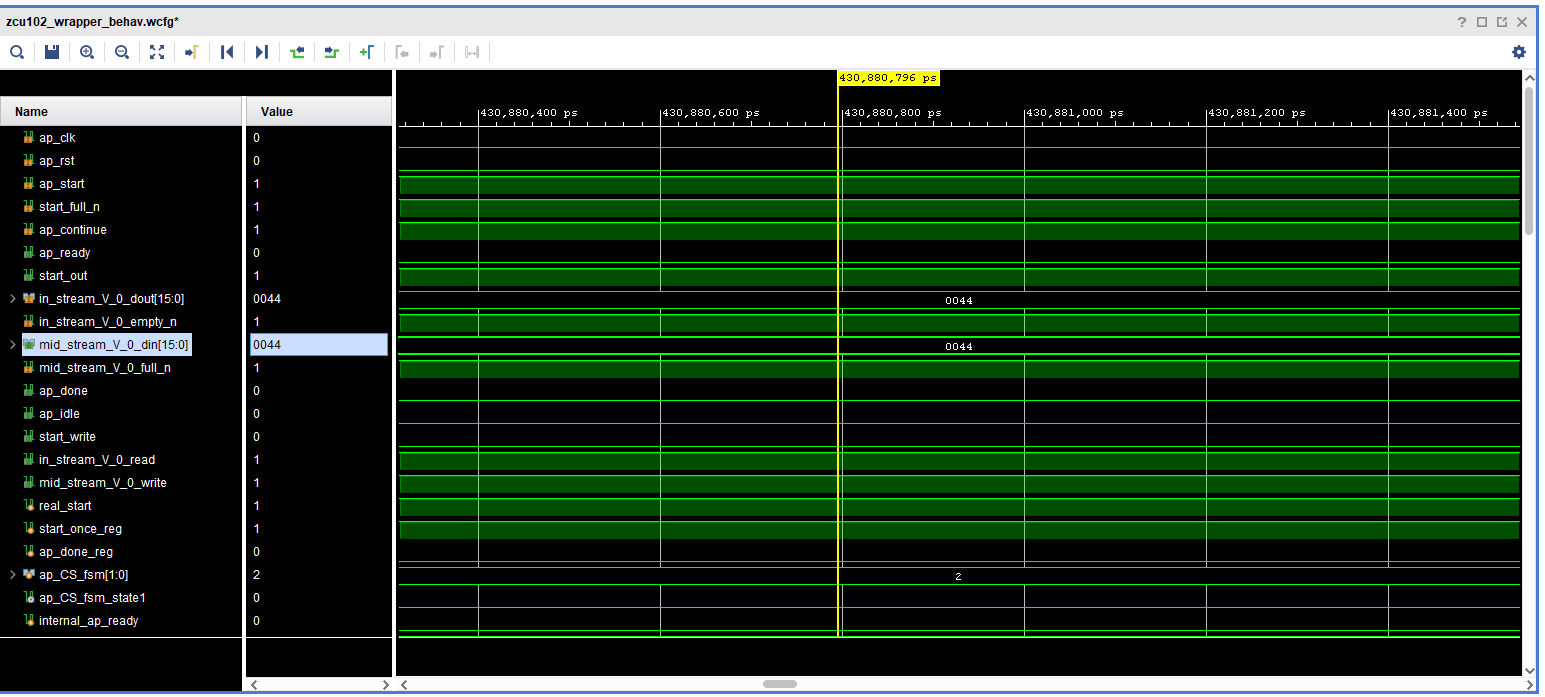 zcu102_wrapper_behav.wcfg*
430,880,796 ps
Name Value 430,880,400 ps 430,880,600 ps 430,880,800 ps 430,881,000 ps 430,881,200 ps 430,881,400 ps
ap_clk 0
ap_rst 0
ap_start 1
start_full_n 1
ap_continue 1
ap_ready 0
start_out 1
in_stream_V_0_dout[15:0] 0044 0044
in_stream_V_0_empty_n 1
mid_stream_V_0_din[15:0] 0044 0044
mid_stream_V_0_full_n 1
ap_done 0
ap_idle 0
start_write 0
in_stream_V_0_read 1
mid_stream_V_0_write 1
real_start 1
start_once_reg 1
ap_done_reg 0
ap_CS_fsm[1:0] 2 2
ap_CS_fsm_state1 0
internal_ap_ready 0